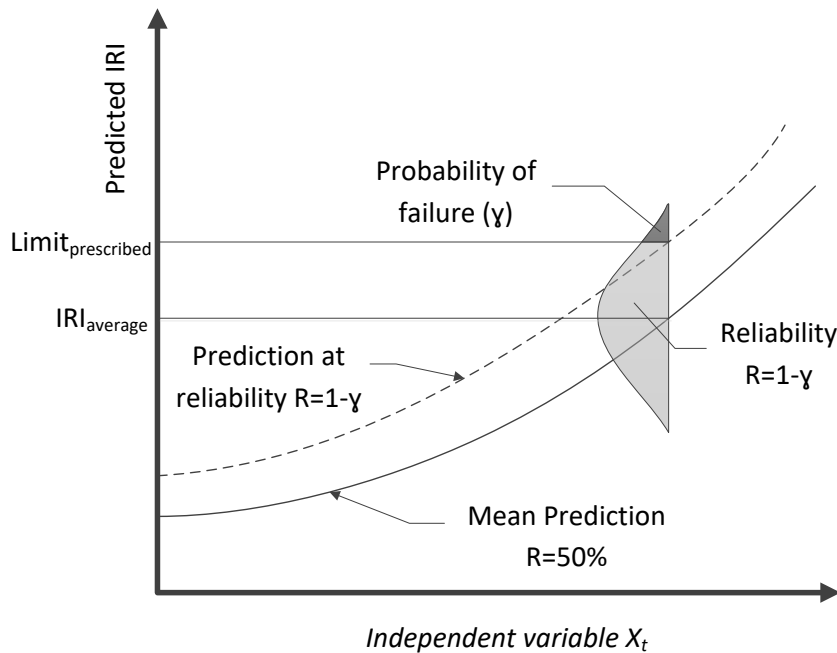 Predicted IRI
Probability of
failure (ɣ)
Limitprescribed
IRIaverage
Prediction at
reliability R=1-ɣ
Reliability
R=1-ɣ
Mean Prediction
R=50%
Independent variable Xt